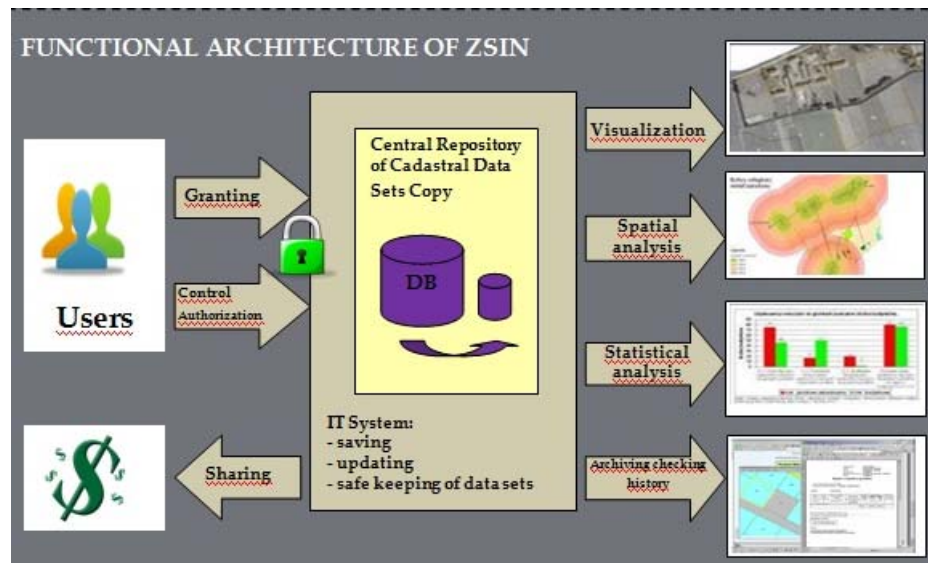 FUNCTIONAL ARCHITECTURE OF ZSIN
Users
Granting
Control
Authorization
Sharing
Central Repository
of Cadastral Data
Sets Copy
DB
IT System:
- saving
- updating
- safe keeping of data sets
Visualization
Spatial
analysis
Statistical
analysis
Archiving checking
history